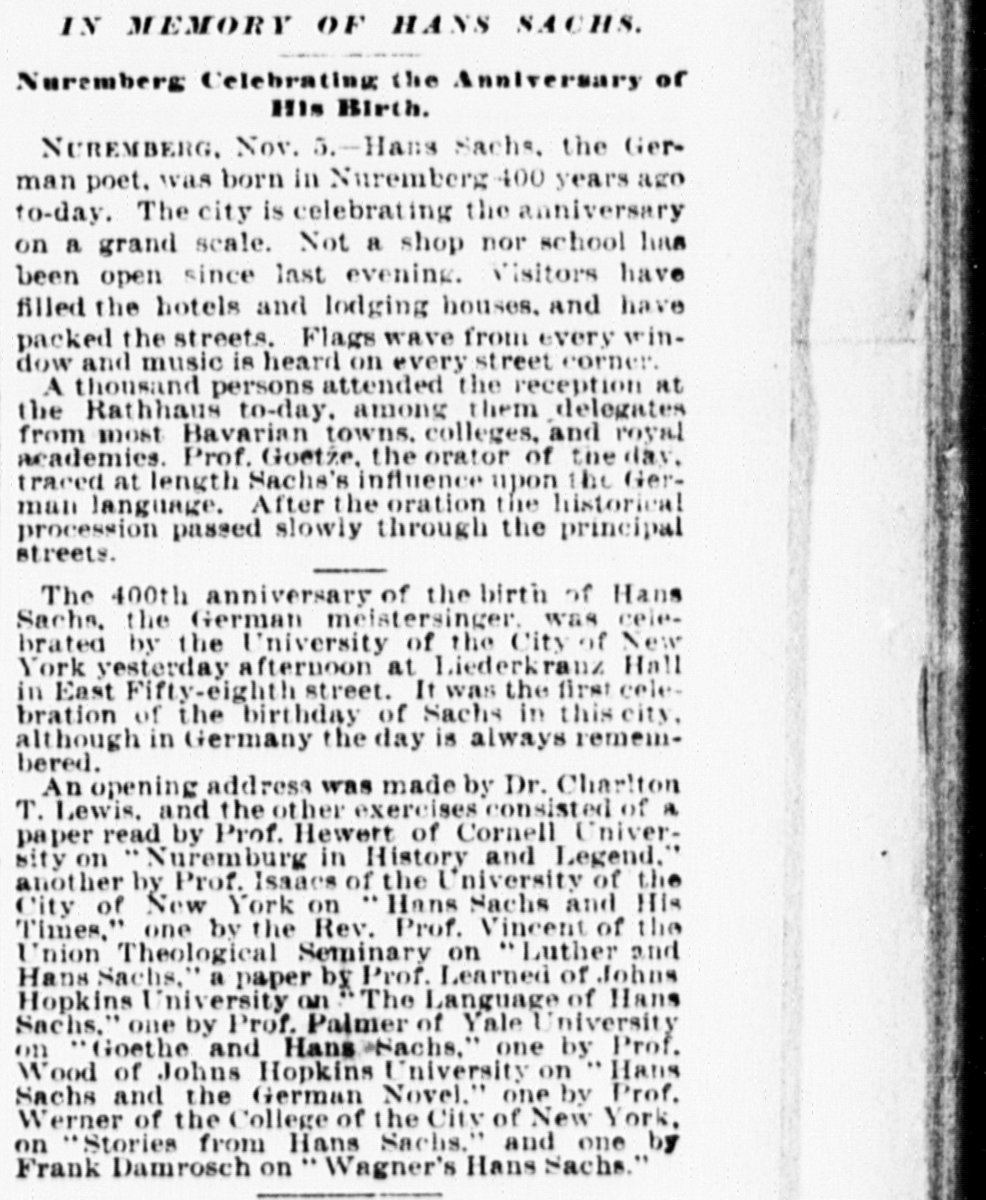 IN MEMORY OF HANS SACHS.
Nuremberg Celebrating the Anniversary of
His Birth.
NUREMBERG, Nov. 5.—Hans Sachs, the Ger-
man poet, was born in Nuremberg 400 years ago
to-day. The city is celebrating the anniversary
on a grand scale. Not a shop nor school has
been open since last evening. Visitors have
filled the hotels and lodging houses, and have
packed the streets. Flags wave from every win-
dow and music is heard on every street corner.
A thousand persons attended the reception at
the Rathhaus to-day, among them delegates
from most Bavarian towns, colleges, and royal
academies. Prof. Goetze, the orator of the day,
traced at length Sachs's influence upon the Ger-
man language. After the oration the historical
procession passed slowly through the principal
streets.
The 400th anniversary of the birth of Hans
Sachs, the German meistersinger, was cele-
brated by the University of the City of New
York yesterday afternoon at Liederkranz Hall
in East Fifty-eighth street. It was the first cele-
bration of the birthday of Sachs in this city,
although in Germany the day is always remem-
bered.
An opening address was made by Dr. Charlton
T. Lewis, and the other exercises consisted of a
paper read by Prof. Hewett of Cornell Univer-
sity on "Nuremburg in History and Legend,"
another by Prof. Isaacs of the University of the
City of New York on "Hans Sachs and His
Times," one by the Rev. Prof. Vincent of the
Union Theological Seminary on "Luther and
Hans Sachs," a paper by Prof. Learned of Johns
Hopkins University on "The Language of Hans
Sachs," one by Prof. Palmer of Yale University
on "Goethe and Hans Sachs," one by Prof.
Wood of Johns Hopkins University on "Hans
Sachs and the German Novel," one by Prof.
Werner of the College of the City of New York,
on "Stories from Hans Sachs," and one by
Frank Damrosch on "Wagner's Hans Sachs."